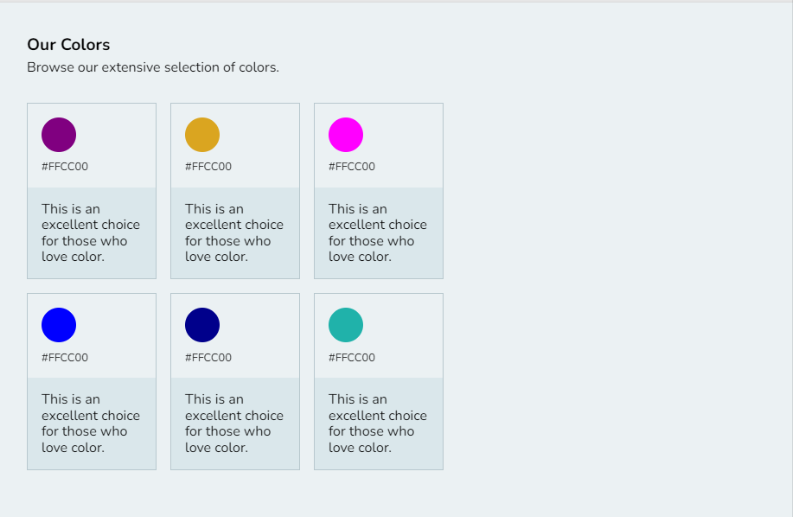 Our Colors
Browse our extensive selection of colors.
#FFCC00
This is an
excellent choice
for those who
love color.
#FFCC00
This is an
excellent choice
for those who
love color.
#FFCC00
This is an
excellent choice
for those who
love color.
#FFCC00
This is an
excellent choice
for those who
love color.
#FFCC00
This is an
excellent choice
for those who
love color.
#FFCC00
This is an
excellent choice
for those who
love color.